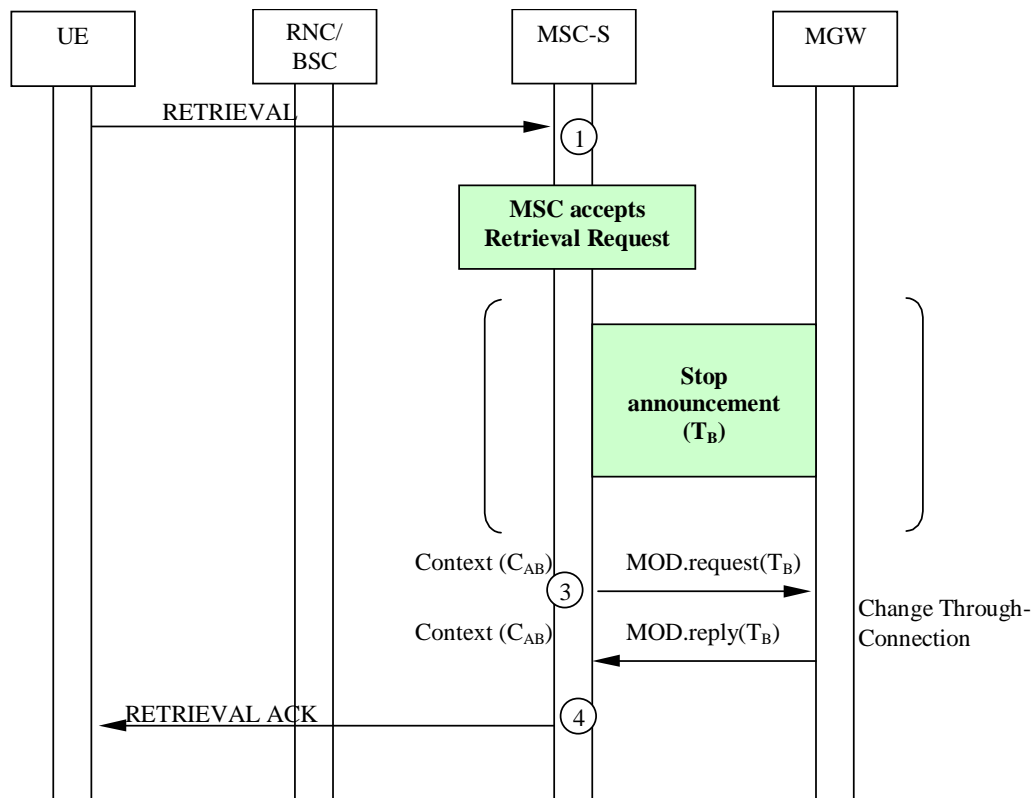 UE
RNC/
BSC
MSC-S
MGW
RETRIEVAL
1
MSC accepts
Retrieval Request
Stop
announcement
(TB)
Context (CAB)
MOD.request(TB)
3
Change Through-
Connection
Context (CAB)
MOD.reply(TB)
RETRIEVAL ACK
4